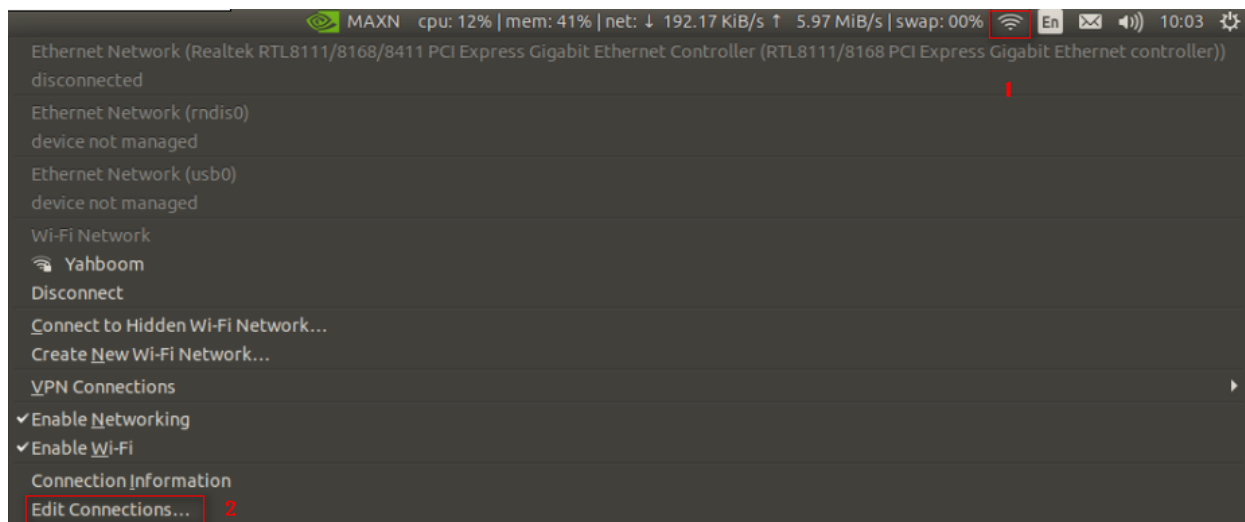 MAXN cpu: 12% | mem: 41% | net: ↓ 192.17 KiB/s ↑ 5.97 MiB/s | swap: 00% En 10:03
Ethernet Network (Realtek RTL8111/8168/8411 PCI Express Gigabit Ethernet Controller (RTL8111/8168 PCI Express Gigabit Ethernet controller))
disconnected
1
Ethernet Network (rndis0)
device not managed
Ethernet Network (usb0)
device not managed
Wi-Fi Network
Yahboom
Disconnect
Connect to Hidden Wi-Fi Network...
Create New Wi-Fi Network...
VPN Connections
Enable Networking
Enable Wi-Fi
Connection Information
Edit Connections... 2